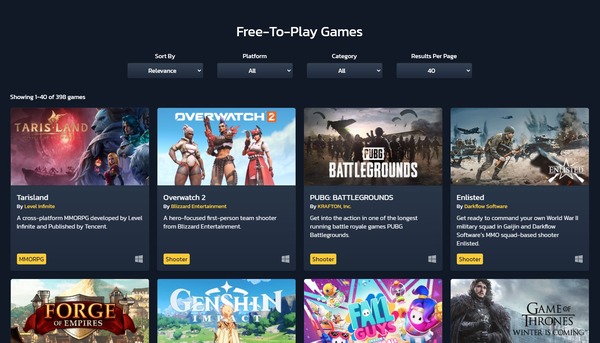 Free-To-Play Games
Sort By
Platform
Category
Results Per Page
Relevance
All
All
40
Showing 1-40 of 398 games
TARISLAND
OVERWATCH 2
PUBG
BATTLEGROUNDS
ENLISTED
Tarisland
By Level Infinite
A cross-platform MMORPG developed by Level
Infinite and Published by Tencent.
MMORPG
Overwatch 2
By Blizzard Entertainment
A hero-focused first-person team shooter
from Blizzard Entertainment.
Shooter
PUBG: BATTLEGROUNDS
By KRAFTON, Inc.
Get into the action in one of the longest
running battle royale games PUBG
Battlegrounds.
Shooter
Enlisted
By Darkflow Software
Get ready to command your own World War II
military squad in Gaijin and Darkflow
Software's MMO squad-based shooter
Enlisted.
Shooter
FORGE
OF EMPIRES
GENSHIN
IMPACT
FALL
GUYS
GAME OF
THRONES
WINTER IS COMING